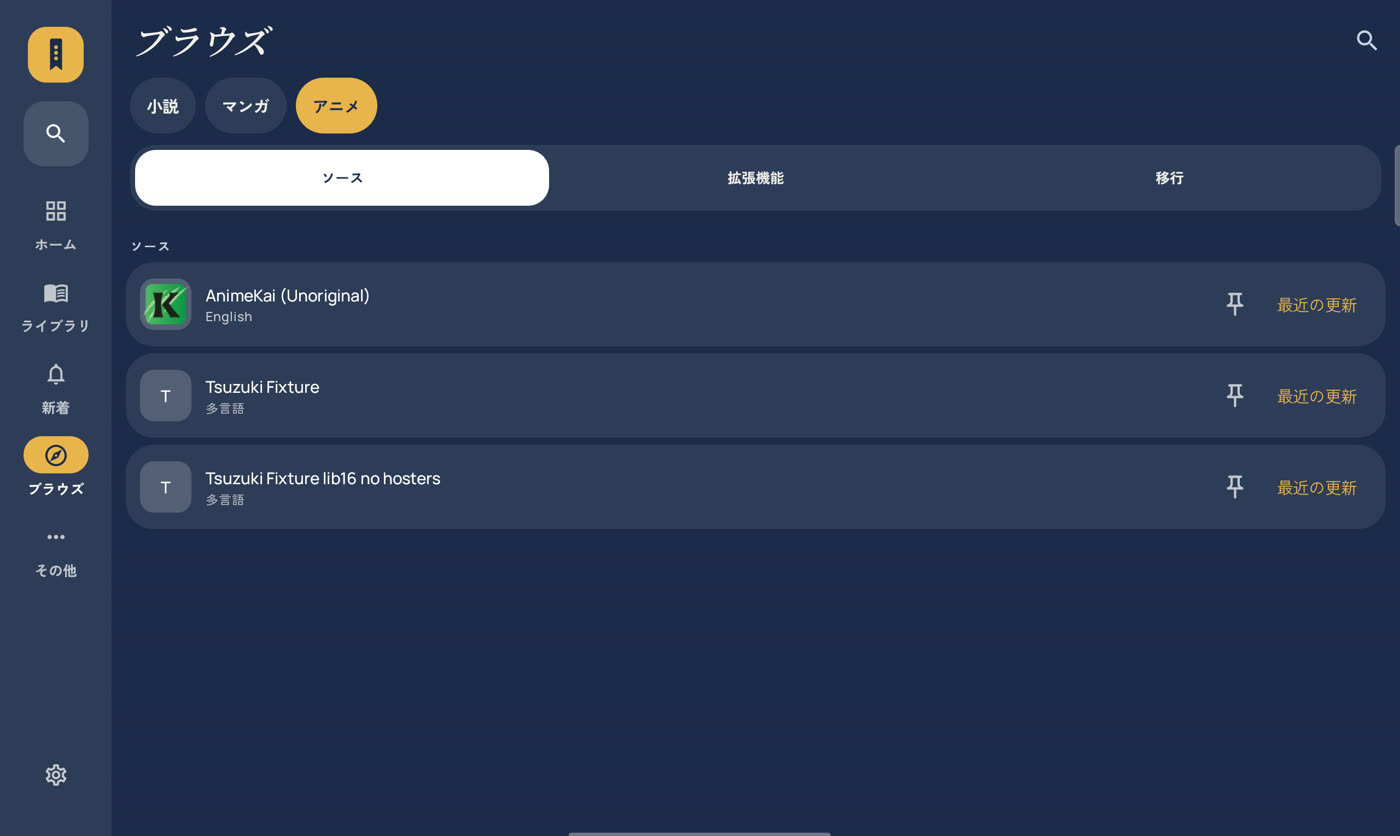 ブラウズ
小説
マンガ
アニメ
ソース
拡張機能
移行
ホーム
ライブラリ
新着
ブラウズ
その他
ソース
K
AnimeKai (Unoriginal)
English
最近の更新
T
Tsuzuki Fixture
多言語
最近の更新
T
Tsuzuki Fixture lib16 no hosters
多言語
最近の更新